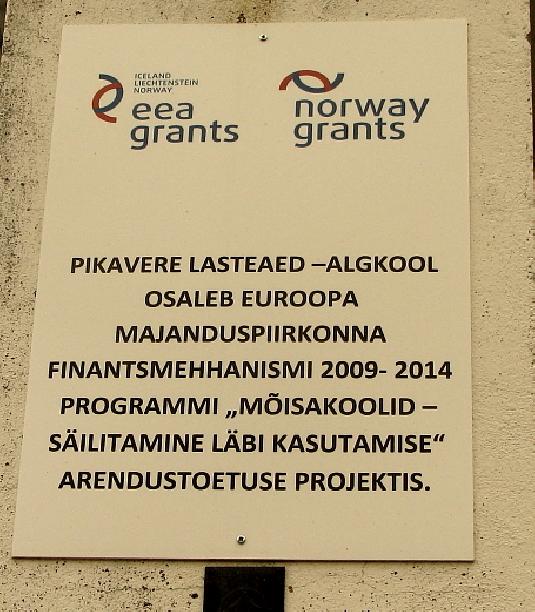 ICELAND
LIECHTENSTEIN
NORWAY
eea
grants
norway
grants
PIKAVERE LASTEAED –ALGKOOL
OSALEB EUROOPA
MAJANDUSPIIRKONNA
FINANTSMEHHANISMI 2009- 2014
PROGRAMMI „MÕISAKOOLID –
SÄILITAMINE LÄBI KASUTAMISE“
ARENDUSTOETUSE PROJEKTIS.